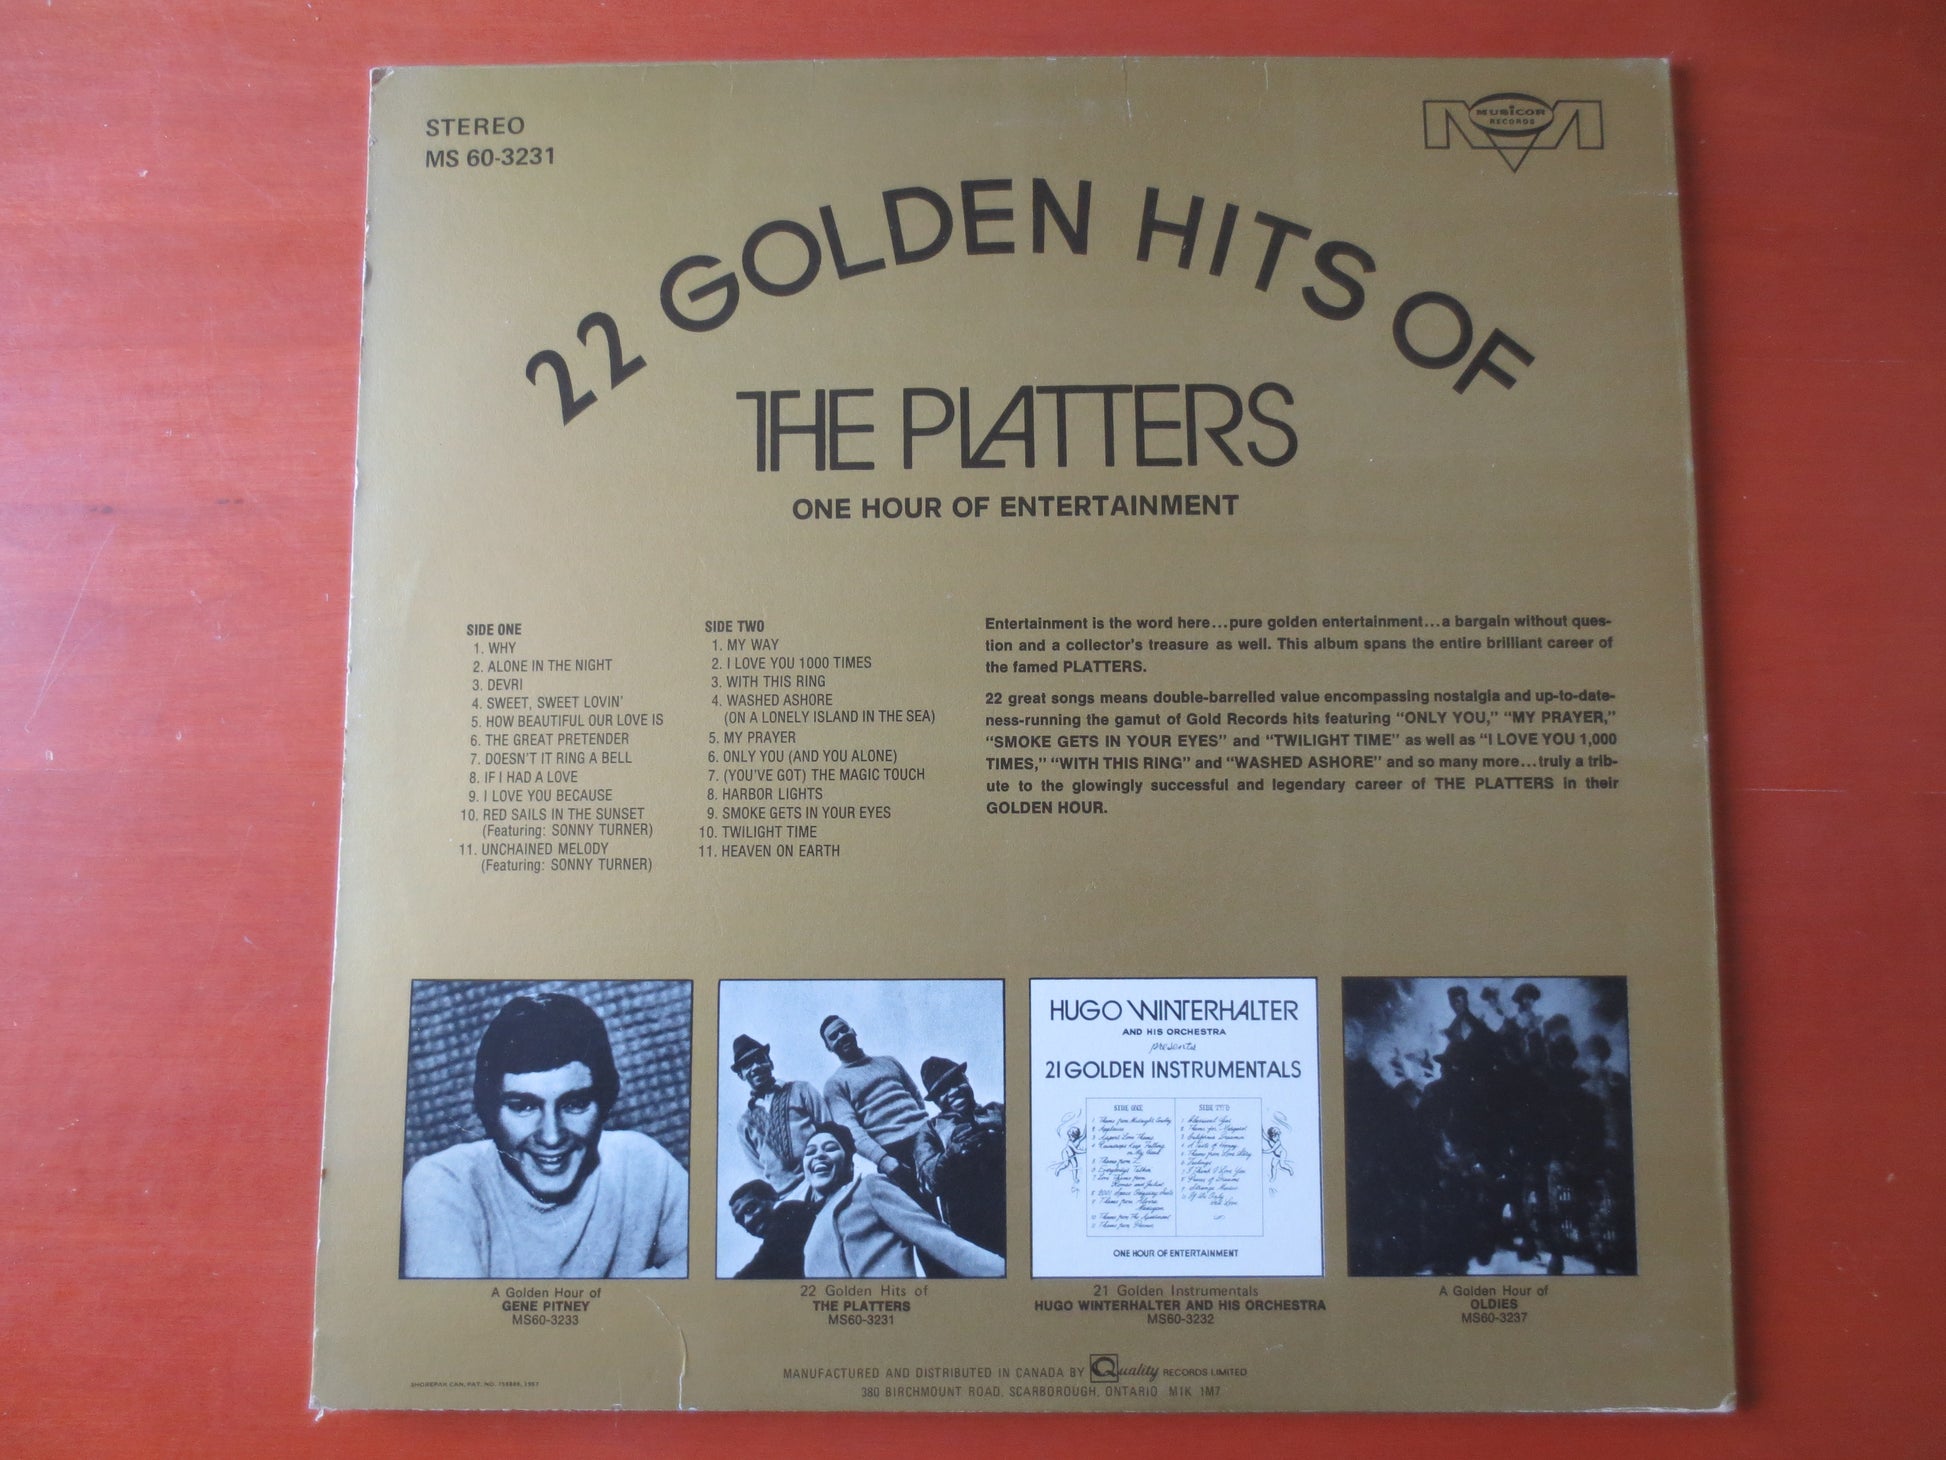 STEREO
MS 60-3231
MUSICOR
RECORDS
22 GOLDEN HITS OF
THE PLATTERS
ONE HOUR OF ENTERTAINMENT
SIDE ONE
1. WHY
2. ALONE IN THE NIGHT
3. DEVRI
4. SWEET, SWEET LOVIN'
5. HOW BEAUTIFUL OUR LOVE IS
6. THE GREAT PRETENDER
7. DOESN'T IT RING A BELL
8. IF I HAD A LOVE
9. I LOVE YOU BECAUSE
10. RED SAILS IN THE SUNSET
(Featuring: SONNY TURNER)
11. UNCHAINED MELODY
(Featuring: SONNY TURNER)
SIDE TWO
1. MY WAY
2. I LOVE YOU 1000 TIMES
3. WITH THIS RING
4. WASHED ASHORE
(ON A LONELY ISLAND IN THE SEA)
5. MY PRAYER
6. ONLY YOU (AND YOU ALONE)
7. (YOU'VE GOT) THE MAGIC TOUCH
8. HARBOR LIGHTS
9. SMOKE GETS IN YOUR EYES
10. TWILIGHT TIME
11. HEAVEN ON EARTH
Entertainment is the word here...pure golden entertainment...a bargain without ques-
tion and a collector's treasure as well. This album spans the entire brilliant career of
the famed PLATTERS.
22 great songs means double-barrelled value encompassing nostalgia and up-to-date-
ness-running the gamut of Gold Records hits featuring "ONLY YOU," "MY PRAYER,"
"SMOKE GETS IN YOUR EYES" and "TWILIGHT TIME" as well as "I LOVE YOU 1,000
TIMES," "WITH THIS RING" and "WASHED ASHORE" and so many more...truly a trib-
ute to the glowingly successful and legendary career of THE PLATTERS in their
GOLDEN HOUR.
HUGO WINTERHALTER
AND HIS ORCHESTRA
presents
21 GOLDEN INSTRUMENTALS
SIDE ONE
SIDE TWO
ONE HOUR OF ENTERTAINMENT
A Golden Hour of
GENE PITNEY
MS60-3233
22 Golden Hits of
THE PLATTERS
MS60-3231
21 Golden Instrumentals
HUGO WINTERHALTER AND HIS ORCHESTRA
MS60-3232
A Golden Hour of
OLDIES
MS60-3237
SHOREPAK CAN. PAT. NO. 1957
MANUFACTURED AND DISTRIBUTED IN CANADA BY Quality RECORDS LIMITED
380 BIRCHMOUNT ROAD, SCARBOROUGH, ONTARIO M1K 1M7